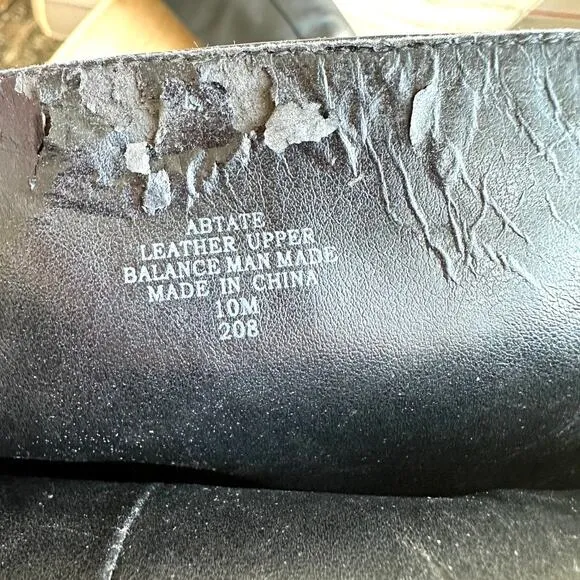 ABTATE
LEATHER UPPER
BALANCE MAN MADE
MADE IN CHINA
10M
208